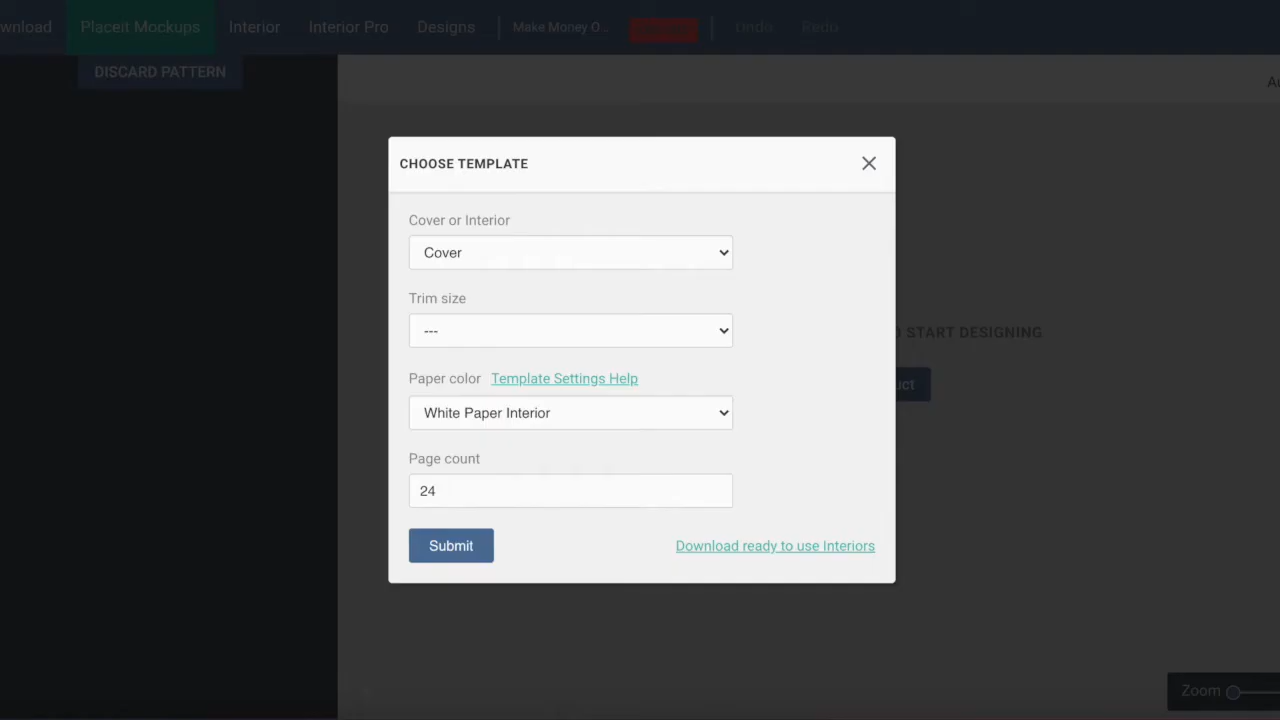 wnload Placeit Mockups Interior Interior Pro Designs Make Money O... Undo Redo
DISCARD PATTERN
CHOOSE TEMPLATE
Cover or Interior
Cover
Trim size
---
START DESIGNING
Paper color Template Settings Help
uct
White Paper Interior
Page count
24
Submit Download ready to use Interiors
Zoom